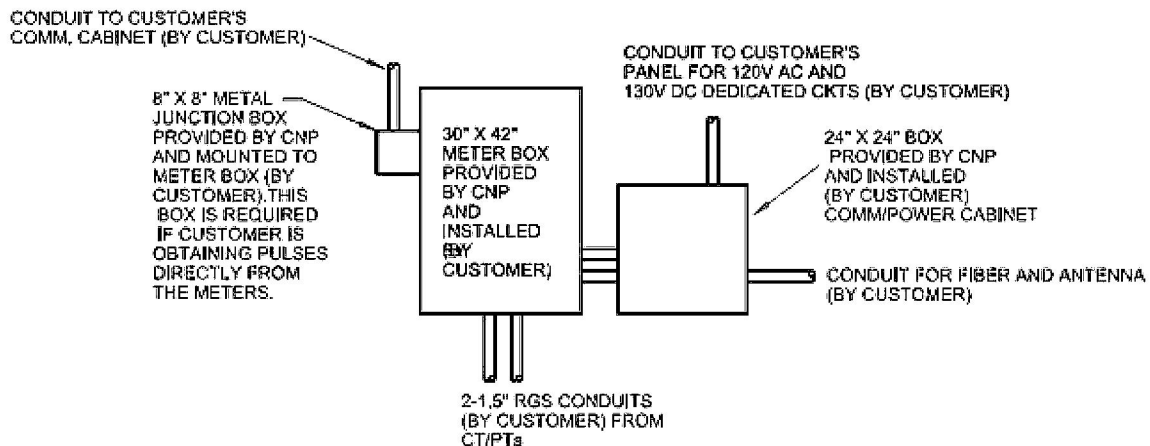 CONDUIT TO CUSTOMER'S
COMM. CABINET (BY CUSTOMER)
8" X 8" METAL
JUNCTION BOX
PROVIDED BY CNP
AND MOUNTED TO
METER BOX (BY
CUSTOMER).THIS
BOX IS REQUIRED
IF CUSTOMER IS
OBTAINING PULSES
DIRECTLY FROM
THE METERS.
30" X 42"
METER BOX
PROVIDED
BY CNP
AND
INSTALLED
(BY
CUSTOMER)
CONDUIT TO CUSTOMER'S
PANEL FOR 120V AC AND
130V DC DEDICATED CKTS (BY CUSTOMER)
24" X 24" BOX
PROVIDED BY CNP
AND INSTALLED
(BY CUSTOMER)
COMM/POWER CABINET
CONDUIT FOR FIBER AND ANTENNA
(BY CUSTOMER)
2-1.5" RGS CONDUITS
(BY CUSTOMER) FROM
CT/PTs